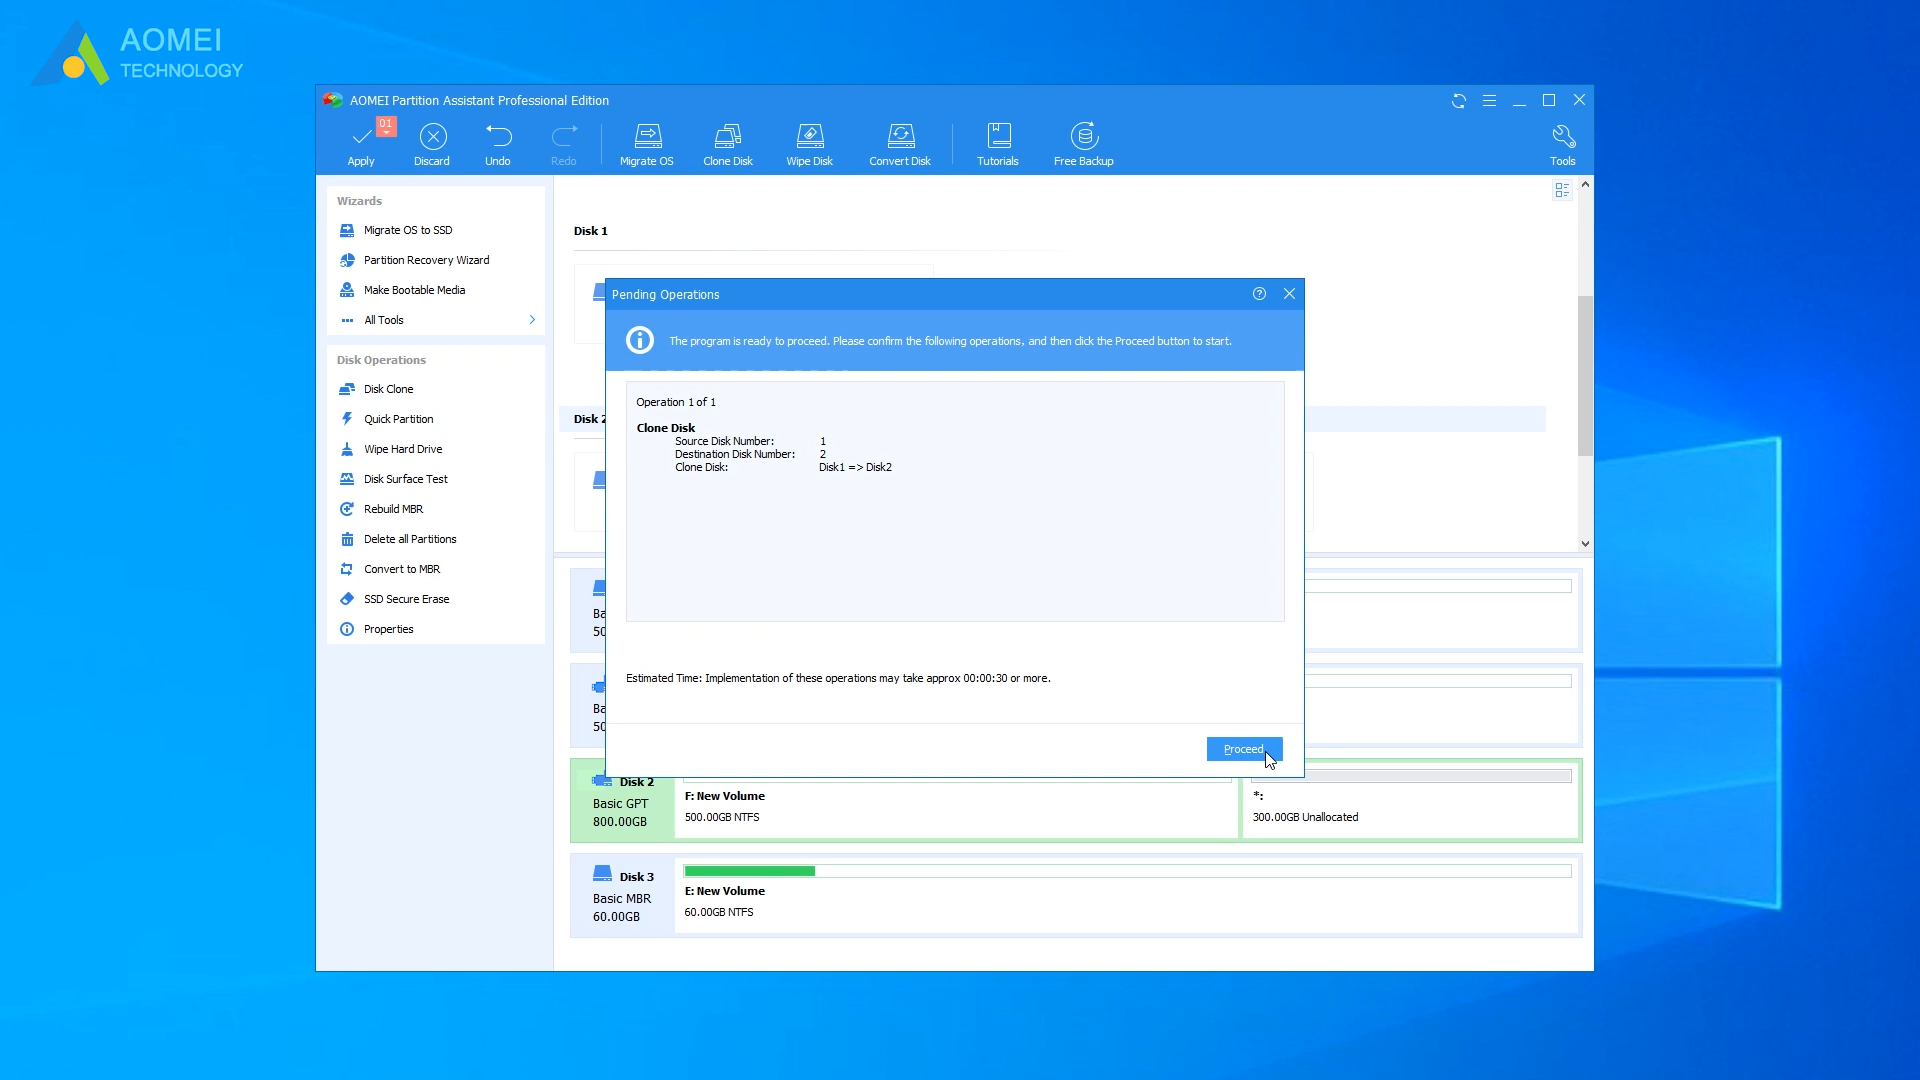 AOMEI
TECHNOLOGY
AOMEI Partition Assistant Professional Edition
01
Apply
Discard
Undo
Redo
Migrate OS
Clone Disk
Wipe Disk
Convert Disk
Tutorials
Free Backup
Tools
Wizards
Migrate OS to SSD
Partition Recovery Wizard
Make Bootable Media
All Tools
Disk Operations
Disk Clone
Quick Partition
Wipe Hard Drive
Disk Surface Test
Rebuild MBR
Delete all Partitions
Convert to MBR
SSD Secure Erase
Properties
Disk 1
Disk 2
Pending Operations
The program is ready to proceed. Please confirm the following operations, and then click the Proceed button to start.
Operation 1 of 1
Clone Disk
Source Disk Number: 1
Destination Disk Number: 2
Clone Disk: Disk1 => Disk2
Estimated Time: Implementation of these operations may take approx 00:00:30 or more.
Proceed
Ba
50
Ba
50
Disk 2
Basic GPT
800.00GB
F: New Volume
500.00GB NTFS
*:
300.00GB Unallocated
Disk 3
Basic MBR
60.00GB
E: New Volume
60.00GB NTFS